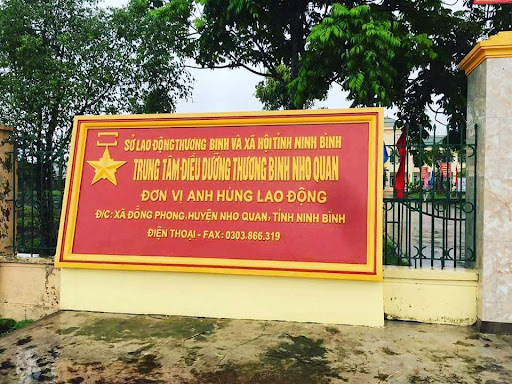 SỞ LAO ĐỘNG THƯƠNG BINH VÀ XÃ HỘI TỈNH NINH BÌNH
TRUNG TÂM ĐIỀU DƯỠNG THƯƠNG BINH NHO QUAN
ĐƠN VỊ ANH HÙNG LAO ĐỘNG
Đ/C: XÃ ĐỒNG PHONG, HUYỆN NHO QUAN, TỈNH NINH BÌNH
ĐIỆN THOẠI - FAX: 0303.866.319